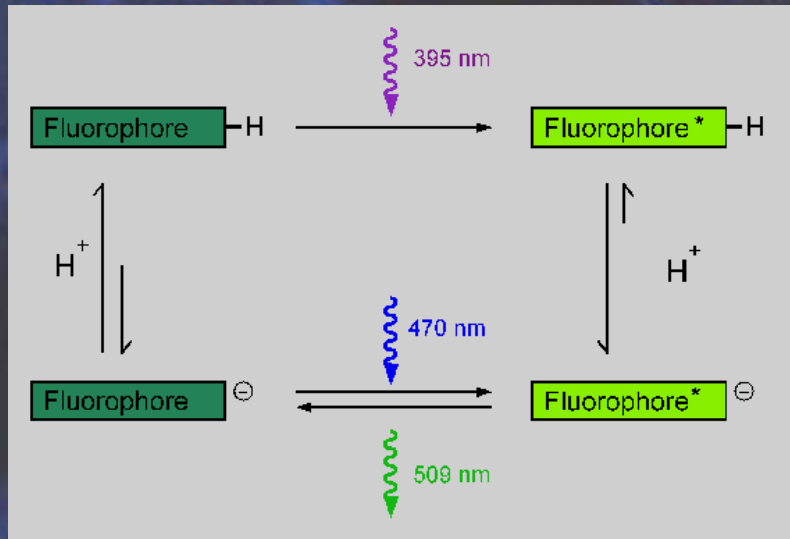 395 nm
Fluorophore -H
Fluorophore* -H
H+
H+
470 nm
Fluorophore ⊖
Fluorophore* ⊖
509 nm